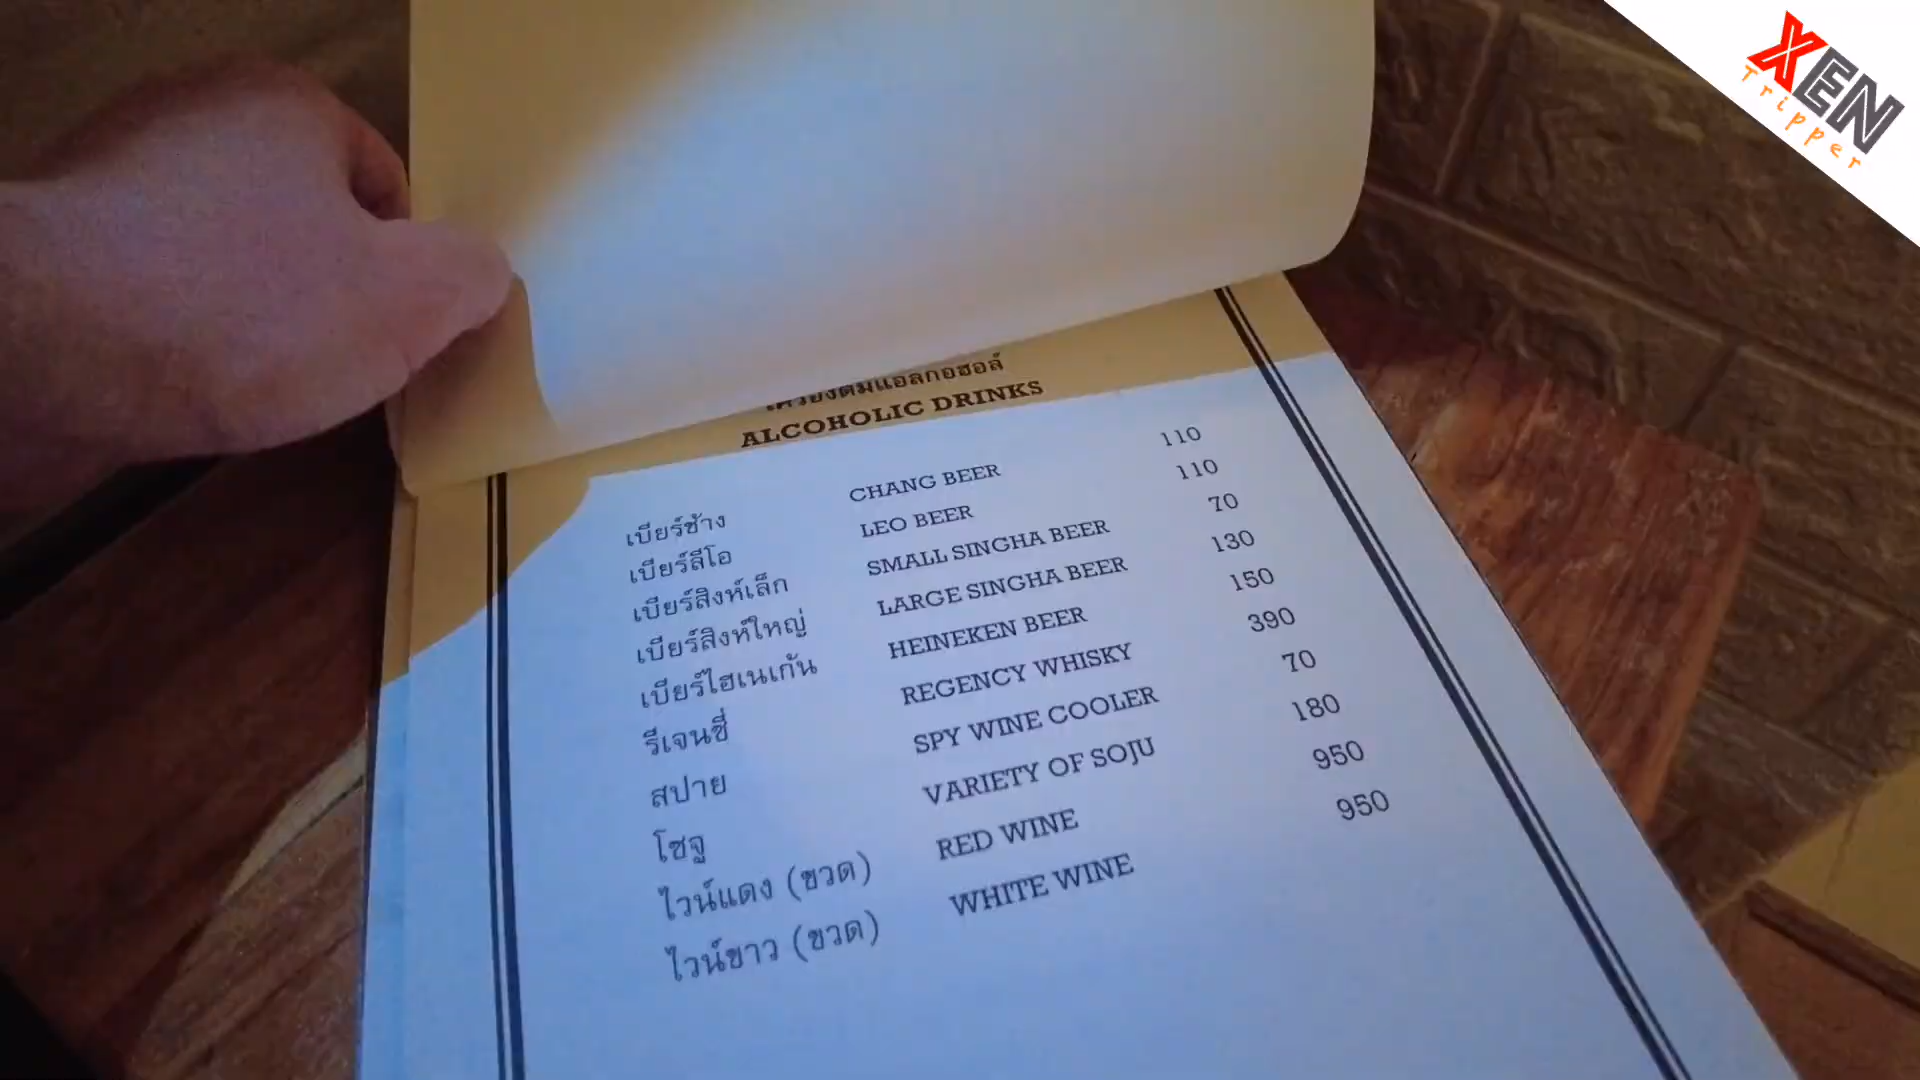 XEN
Tripper
เครื่องดื่มแอลกอฮอล์
ALCOHOLIC DRINKS
เบียร์ช้าง CHANG BEER 110
เบียร์ลีโอ LEO BEER 110
เบียร์สิงห์เล็ก SMALL SINGHA BEER 70
เบียร์สิงห์ใหญ่ LARGE SINGHA BEER 130
เบียร์ไฮเนเก้น HEINEKEN BEER 150
รีเจนซี่ REGENCY WHISKY 390
สปาย SPY WINE COOLER 70
โซจู VARIETY OF SOJU 180
ไวน์แดง (ขวด) RED WINE 950
ไวน์ขาว (ขวด) WHITE WINE 950